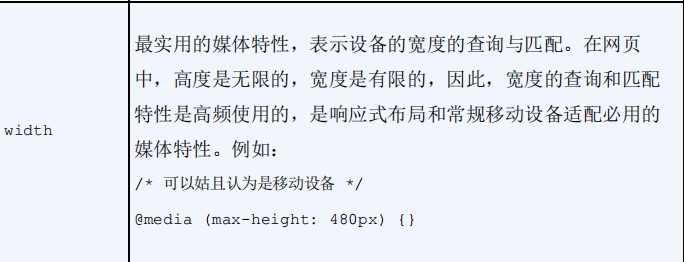 width
最实用的媒体特性，表示设备的宽度的查询与匹配。在网页
中，高度是无限的，宽度是有限的，因此，宽度的查询和匹配
特性是高频使用的，是响应式布局和常规移动设备适配必用的
媒体特性。例如：
/* 可以姑且认为是移动设备 */
@media (max-height: 480px) {}